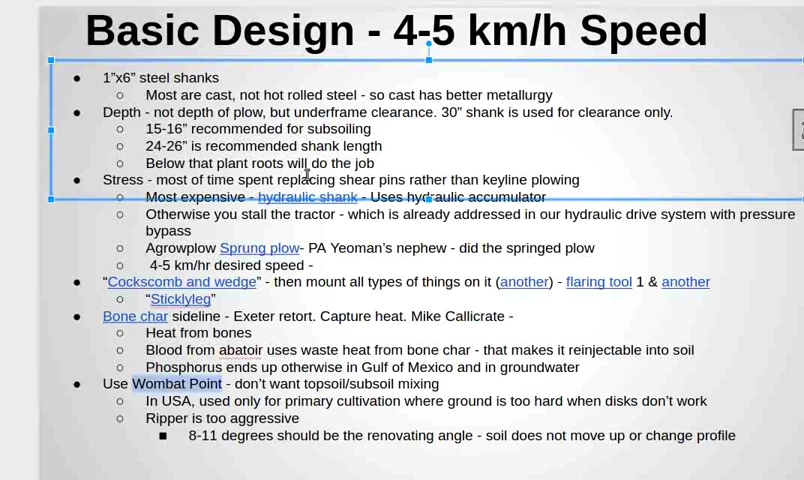 Basic Design - 4-5 km/h Speed
● 1”x6” steel shanks
○ Most are cast, not hot rolled steel - so cast has better metallurgy
● Depth - not depth of plow, but underframe clearance. 30” shank is used for clearance only.
○ 15-16” recommended for subsoiling
○ 24-26” is recommended shank length
○ Below that plant roots will do the job
● Stress - most of time spent replacing shear pins rather than keyline plowing
○ Most expensive - hydraulic shank - Uses hydraulic accumulator
○ Otherwise you stall the tractor - which is already addressed in our hydraulic drive system with pressure
bypass
○ Agrowplow Sprung plow- PA Yeoman’s nephew - did the springed plow
○ 4-5 km/hr desired speed -
● “Cockscomb and wedge” - then mount all types of things on it (another) - flaring tool 1 & another
○ “Sticklyleg”
● Bone char sideline - Exeter retort. Capture heat. Mike Callicrate -
○ Heat from bones
○ Blood from abatoir uses waste heat from bone char - that makes it reinjectable into soil
○ Phosphorus ends up otherwise in Gulf of Mexico and in groundwater
● Use Wombat Point - don’t want topsoil/subsoil mixing
○ In USA, used only for primary cultivation where ground is too hard when disks don’t work
○ Ripper is too aggressive
■ 8-11 degrees should be the renovating angle - soil does not move up or change profile